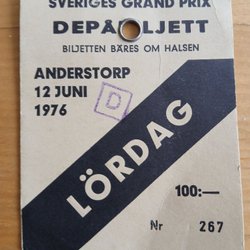 SVERIGES GRAND PRIX
DEPÅBILJETT
BILJETTEN BÄRES OM HALSEN
ANDERSTORP
12 JUNI
1976
D
LÖRDAG
100:—
Nr 267